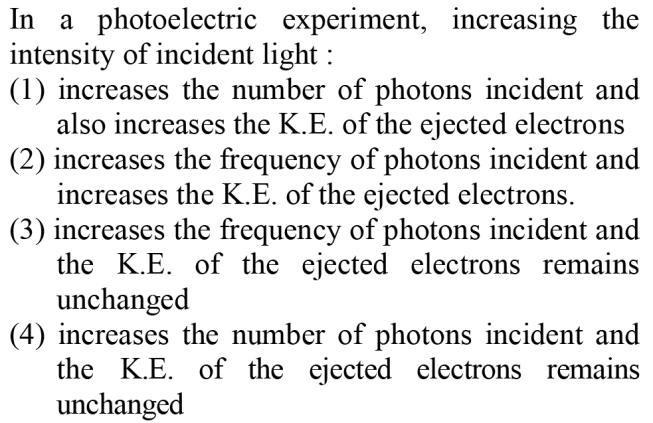 In a photoelectric experiment, increasing the
intensity of incident light :
(1) increases the number of photons incident and
also increases the K.E. of the ejected electrons
(2) increases the frequency of photons incident and
increases the K.E. of the ejected electrons.
(3) increases the frequency of photons incident and
the K.E. of the ejected electrons remains
unchanged
(4) increases the number of photons incident and
the K.E. of the ejected electrons remains
unchanged